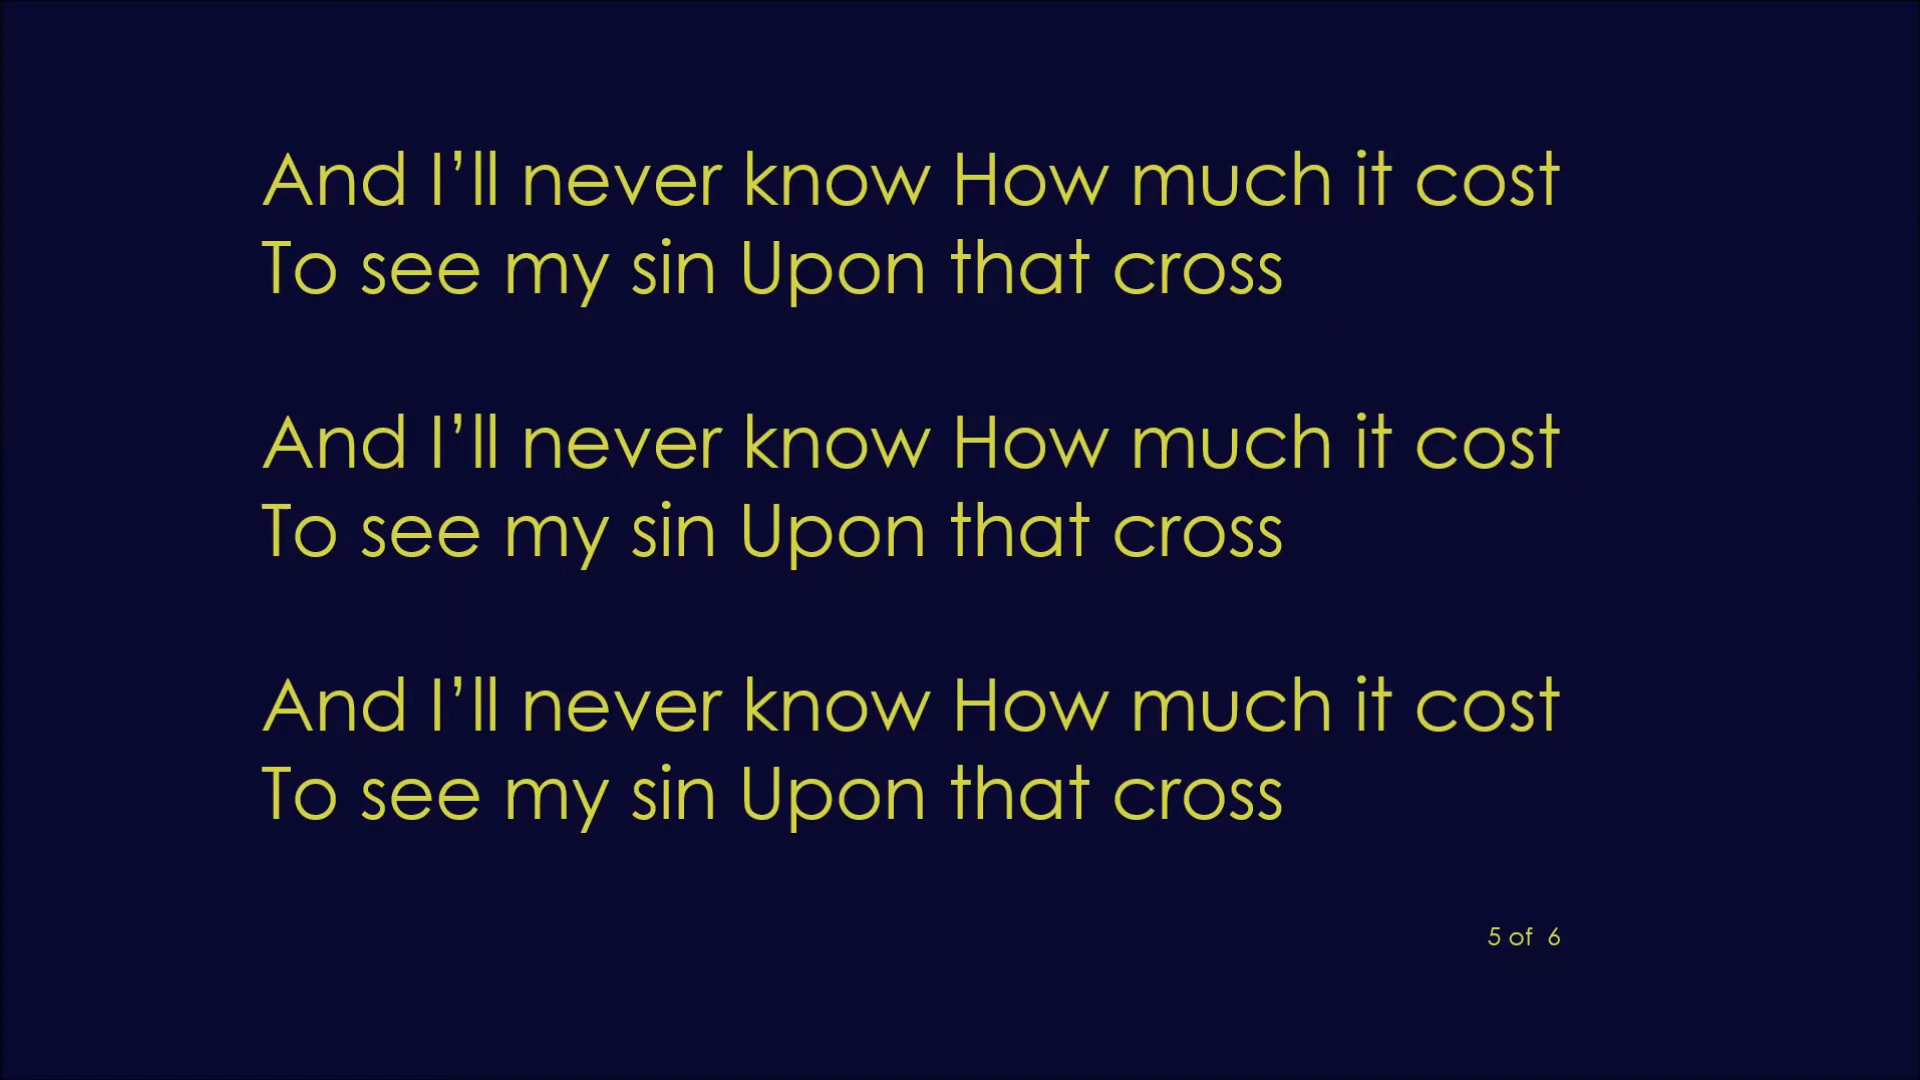 And I’ll never know How much it cost
To see my sin Upon that cross
And I’ll never know How much it cost
To see my sin Upon that cross
And I’ll never know How much it cost
To see my sin Upon that cross
5 of 6